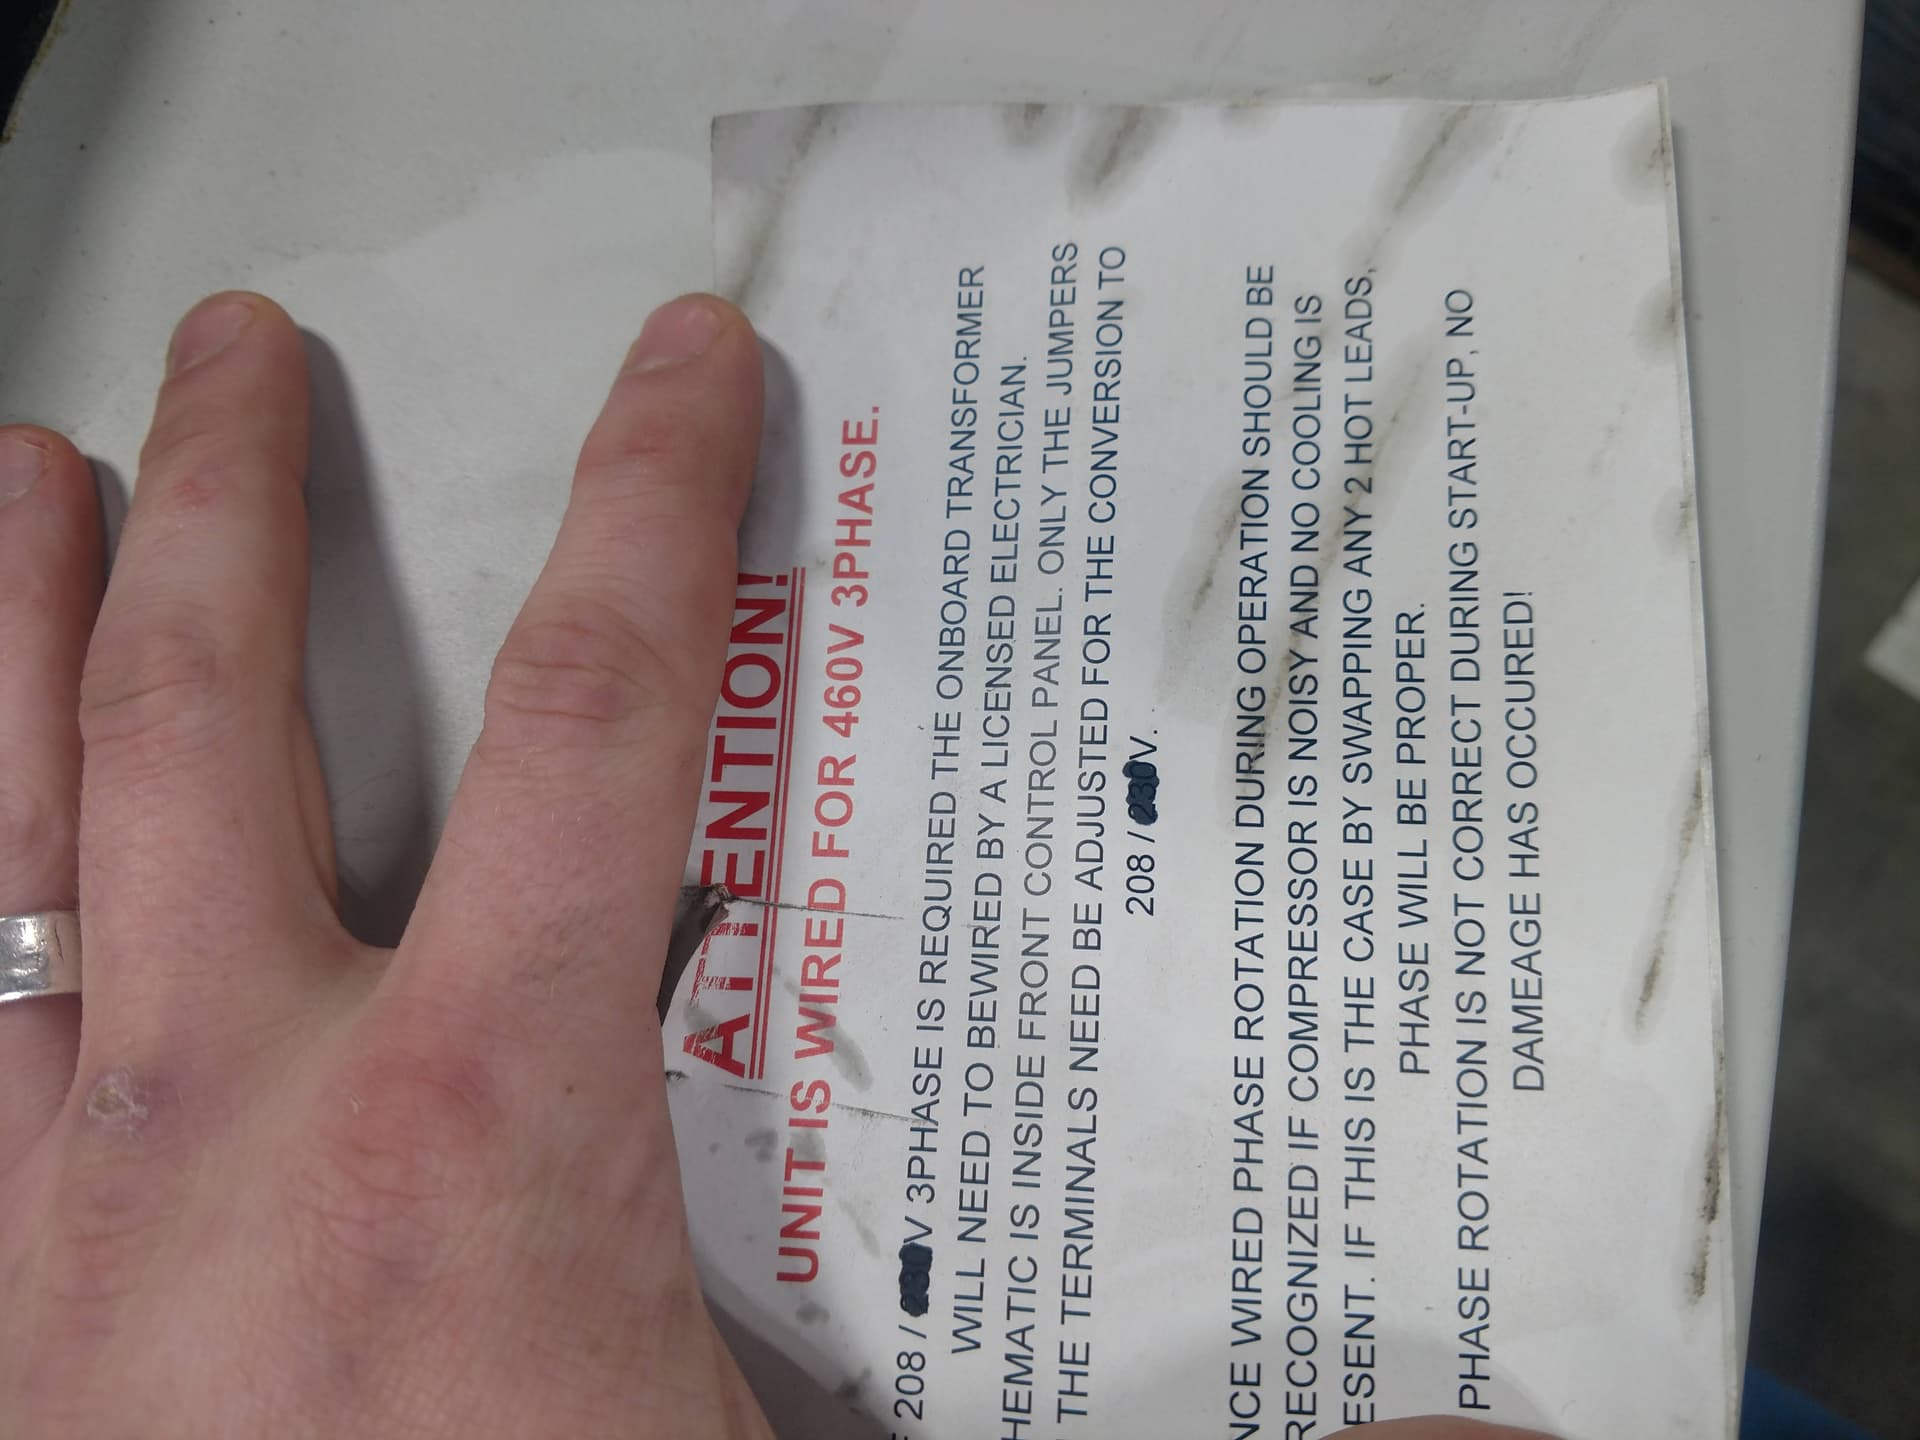 ATTENTION!
UNIT IS WIRED FOR 460V 3PHASE.
208 / 230V 3PHASE IS REQUIRED THE ONBOARD TRANSFORMER
WILL NEED TO BEWIRED BY A LICENSED ELECTRICIAN.
HEMATIC IS INSIDE FRONT CONTROL PANEL. ONLY THE JUMPERS
THE TERMINALS NEED BE ADJUSTED FOR THE CONVERSION TO
208 / 230V.
NCE WIRED PHASE ROTATION DURING OPERATION SHOULD BE
RECOGNIZED IF COMPRESSOR IS NOISY AND NO COOLING IS
ESENT. IF THIS IS THE CASE BY SWAPPING ANY 2 HOT LEADS,
PHASE WILL BE PROPER.
PHASE ROTATION IS NOT CORRECT DURING START-UP, NO
DAMEAGE HAS OCCURED!